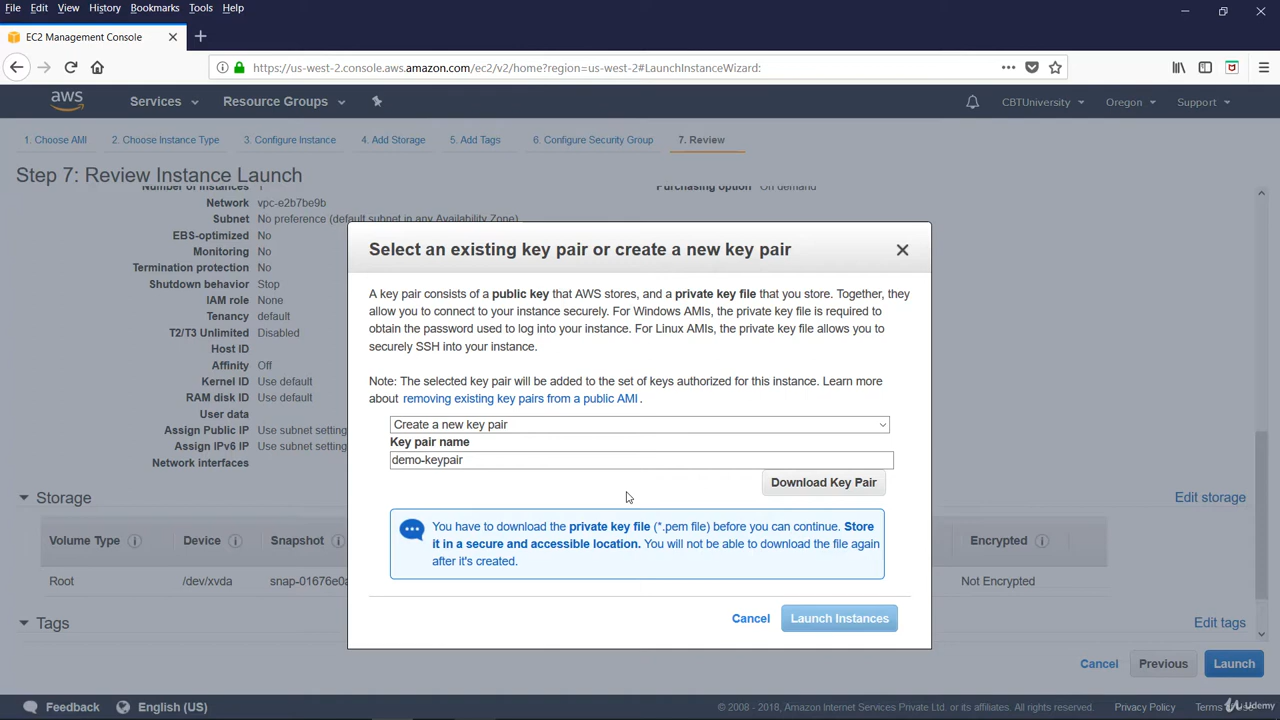 File Edit View History Bookmarks Tools Help
EC2 Management Console
https://us-west-2.console.aws.amazon.com/ec2/v2/home?region=us-west-2#LaunchInstanceWizard:
aws Services Resource Groups CBTUniversity Oregon Support
1. Choose AMI 2. Choose Instance Type 3. Configure Instance 4. Add Storage 5. Add Tags 6. Configure Security Group 7. Review
Step 7: Review Instance Launch
Number of instances 1 Purchasing option On demand
Network vpc-e2b7be9b
Subnet No preference (default subnet in any Availability Zone)
EBS-optimized No
Monitoring No
Termination protection No
Shutdown behavior Stop
IAM role None
Tenancy default
T2/T3 Unlimited Disabled
Host ID
Affinity Off
Kernel ID Use default
RAM disk ID Use default
User data
Assign Public IP Use subnet setting
Assign IPv6 IP Use subnet setting
Network interfaces
Select an existing key pair or create a new key pair
A key pair consists of a public key that AWS stores, and a private key file that you store. Together, they
allow you to connect to your instance securely. For Windows AMIs, the private key file is required to
obtain the password used to log into your instance. For Linux AMIs, the private key file allows you to
securely SSH into your instance.
Note: The selected key pair will be added to the set of keys authorized for this instance. Learn more
about removing existing key pairs from a public AMI .
Create a new key pair
Key pair name
demo-keypair
Download Key Pair
You have to download the private key file (*.pem file) before you can continue. Store
it in a secure and accessible location. You will not be able to download the file again
after it's created.
Cancel Launch Instances
Storage Edit storage
Volume Type Device Snapshot Encrypted
Root /dev/xvda snap-01676e0a Not Encrypted
Tags Edit tags
Cancel Previous Launch
Feedback English (US) © 2008 - 2018, Amazon Internet Services Private Ltd. or its affiliates. All rights reserved. Privacy Policy Terms
Udemy